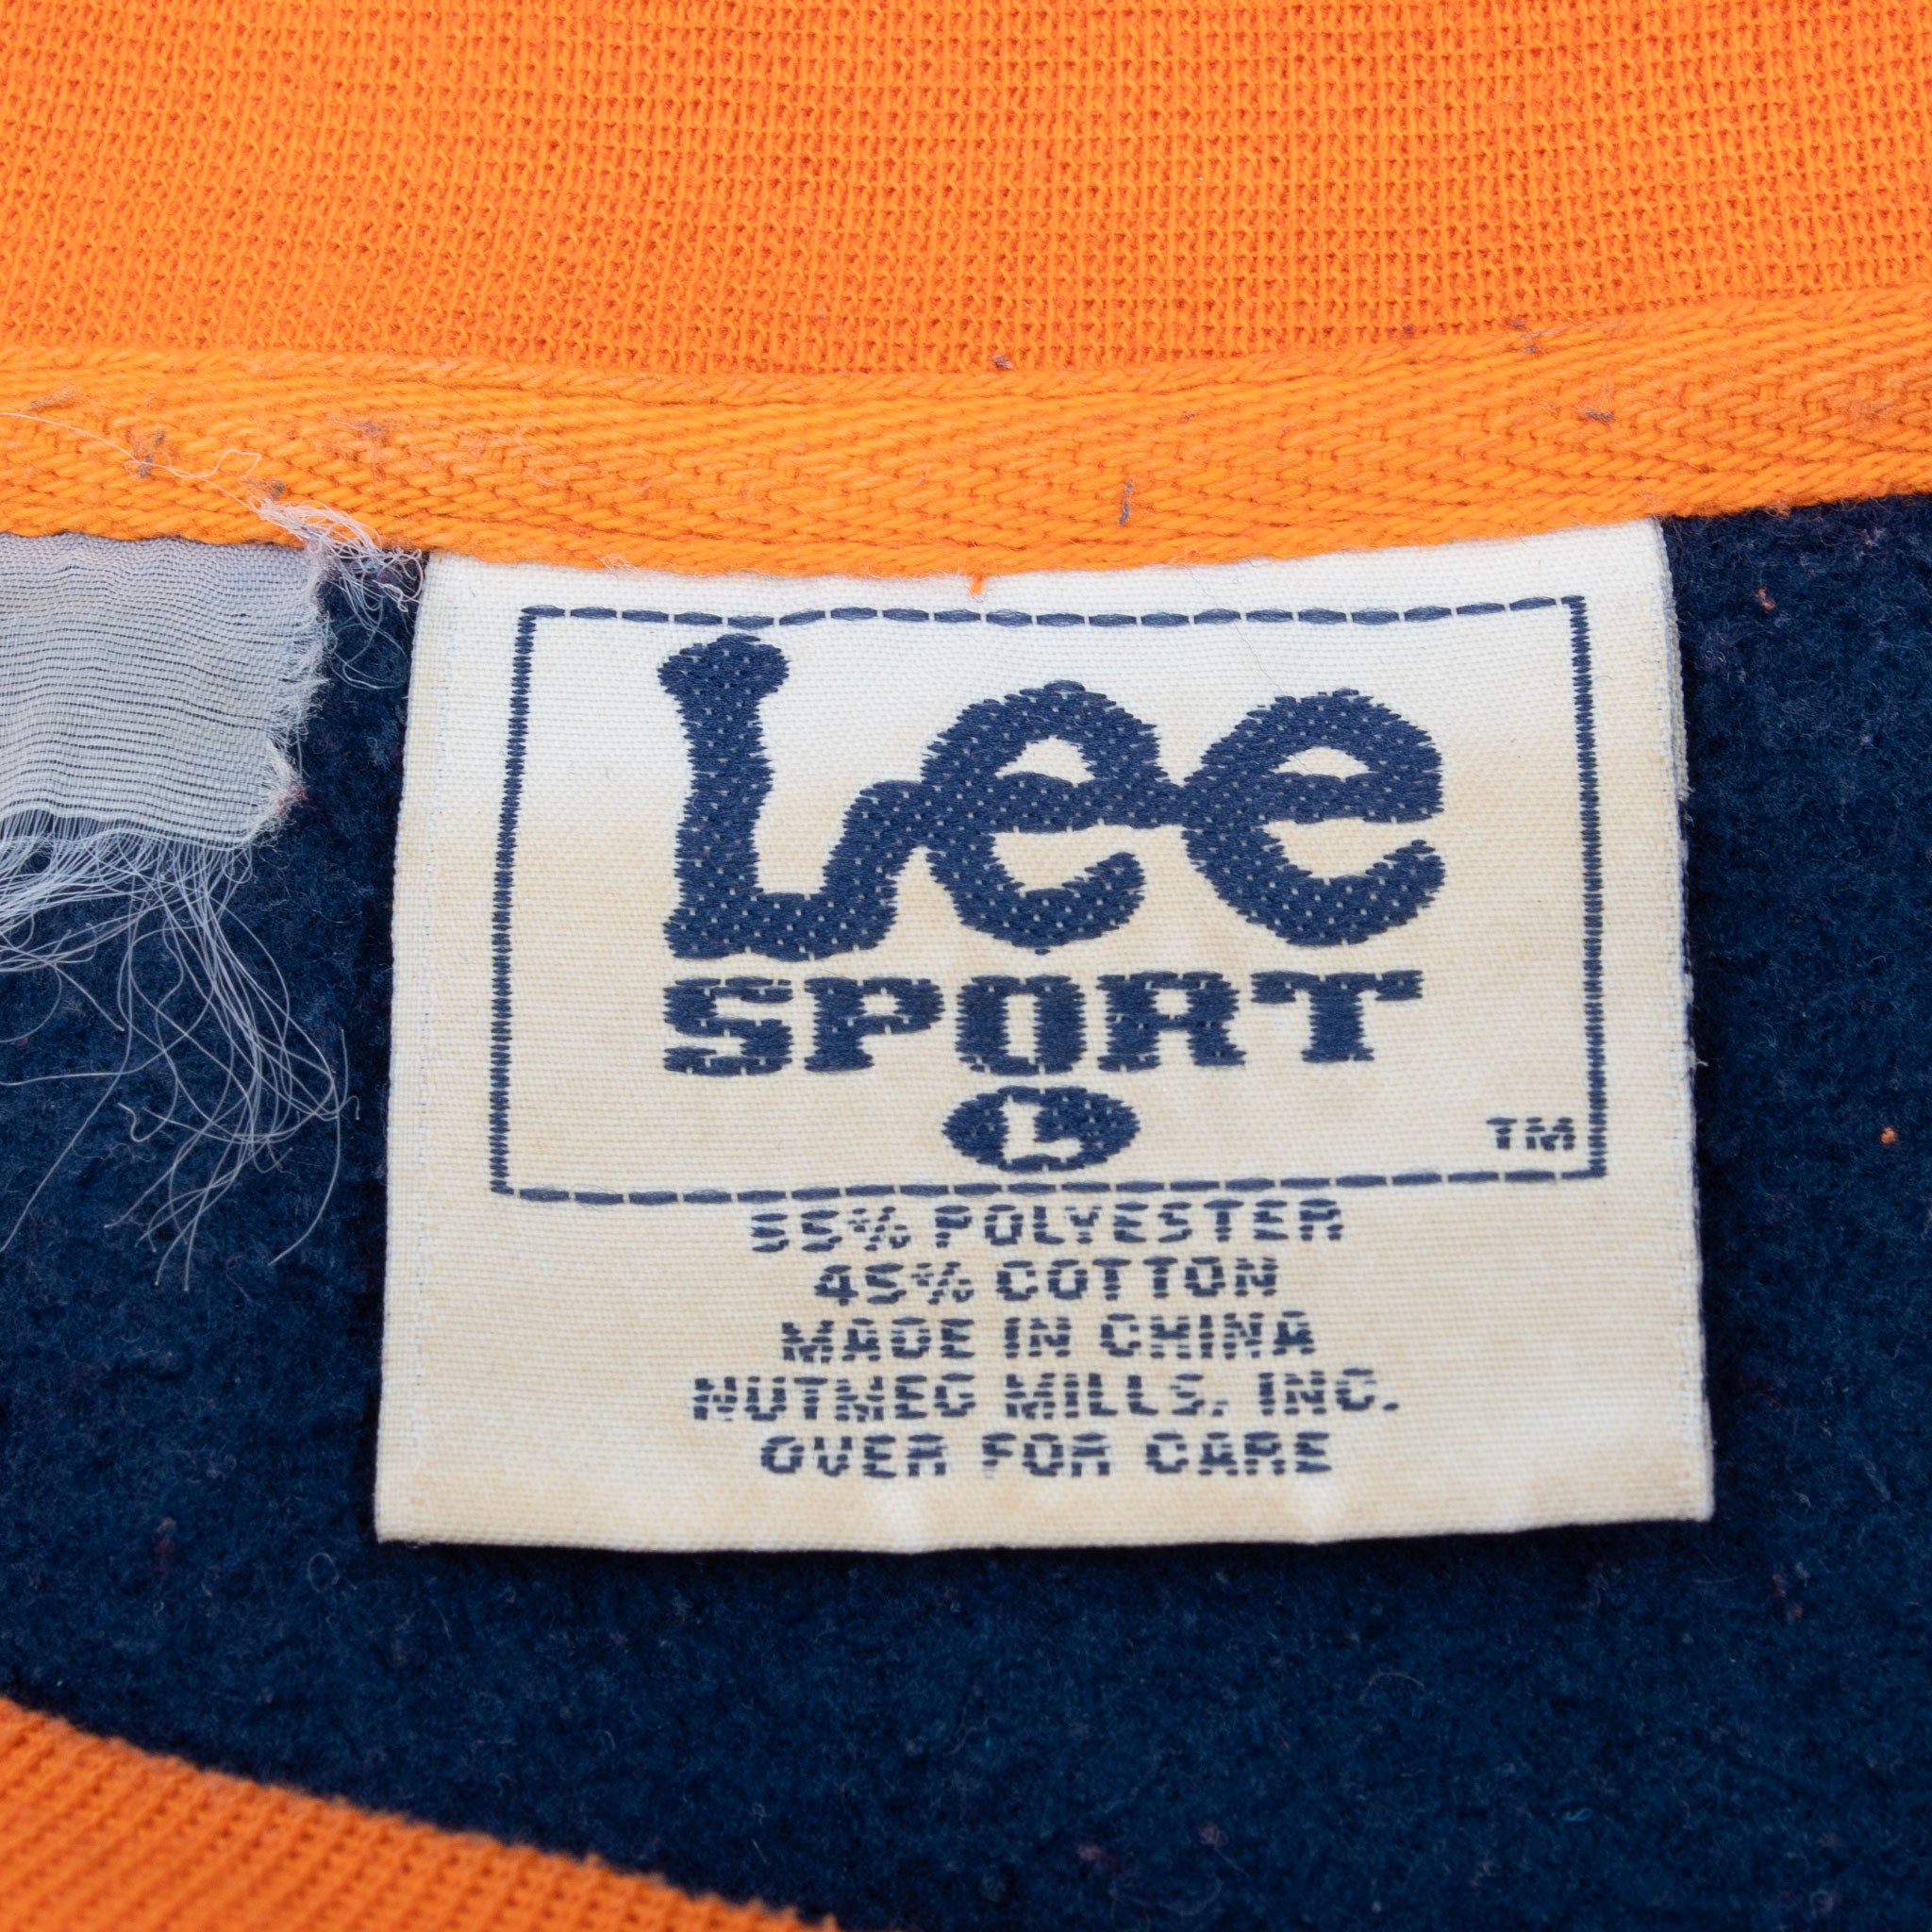 Lee
SPORT
L
TM
55% POLYESTER
45% COTTON
MADE IN CHINA
NUTMEG MILLS, INC.
OVER FOR CARE